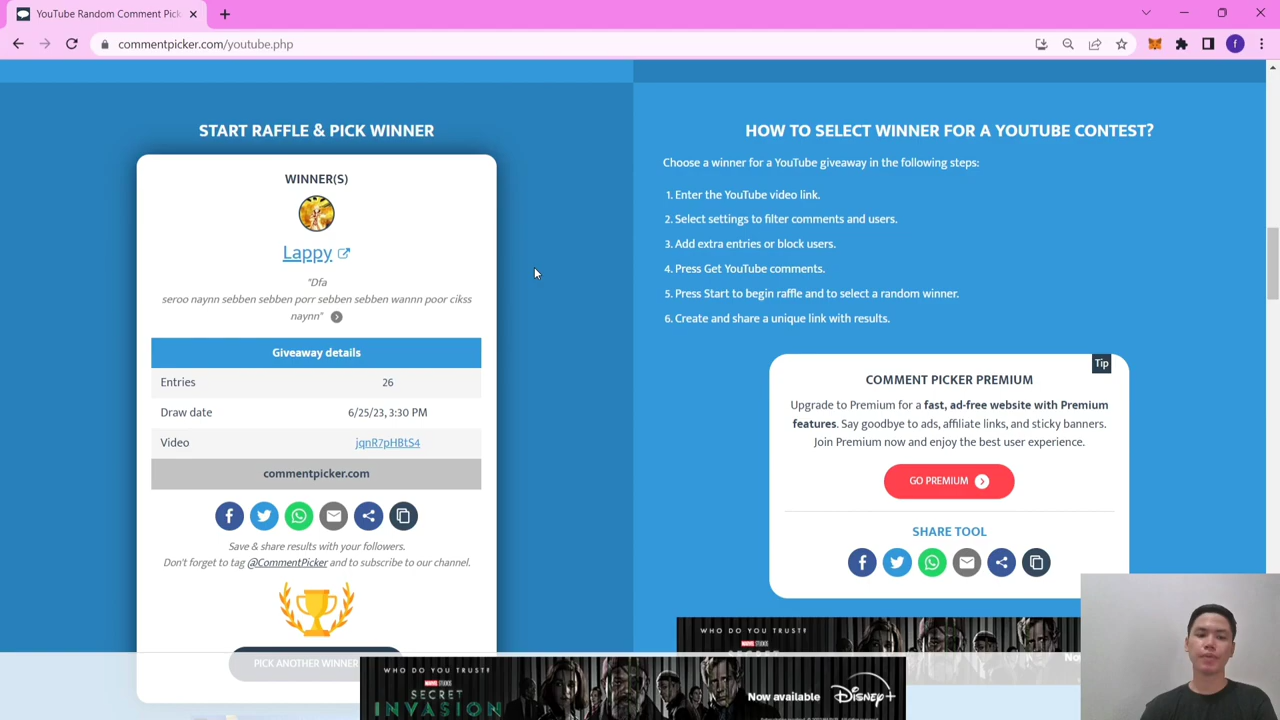 YouTube Random Comment Pick
commentpicker.com/youtube.php
f
START RAFFLE & PICK WINNER
WINNER(S)
Lappy
"Dfa
seroo naynn sebben sebben porr sebben sebben wannn poor cikss
naynn"
Giveaway details
Entries 26
Draw date 6/25/23, 3:30 PM
Video jqnR7pHBtS4
commentpicker.com
Save & share results with your followers.
Don't forget to tag @CommentPicker and to subscribe to our channel.
PICK ANOTHER WINNER
HOW TO SELECT WINNER FOR A YOUTUBE CONTEST?
Choose a winner for a YouTube giveaway in the following steps:
1. Enter the YouTube video link.
2. Select settings to filter comments and users.
3. Add extra entries or block users.
4. Press Get YouTube comments.
5. Press Start to begin raffle and to select a random winner.
6. Create and share a unique link with results.
Tip
COMMENT PICKER PREMIUM
Upgrade to Premium for a fast, ad-free website with Premium
features. Say goodbye to ads, affiliate links, and sticky banners.
Join Premium now and enjoy the best user experience.
GO PREMIUM
SHARE TOOL
WHO DO YOU TRUST?
WHO DO YOU TRUST?
MARVEL
STUDIOS
SECRET
INVASION
Now available
Disney+